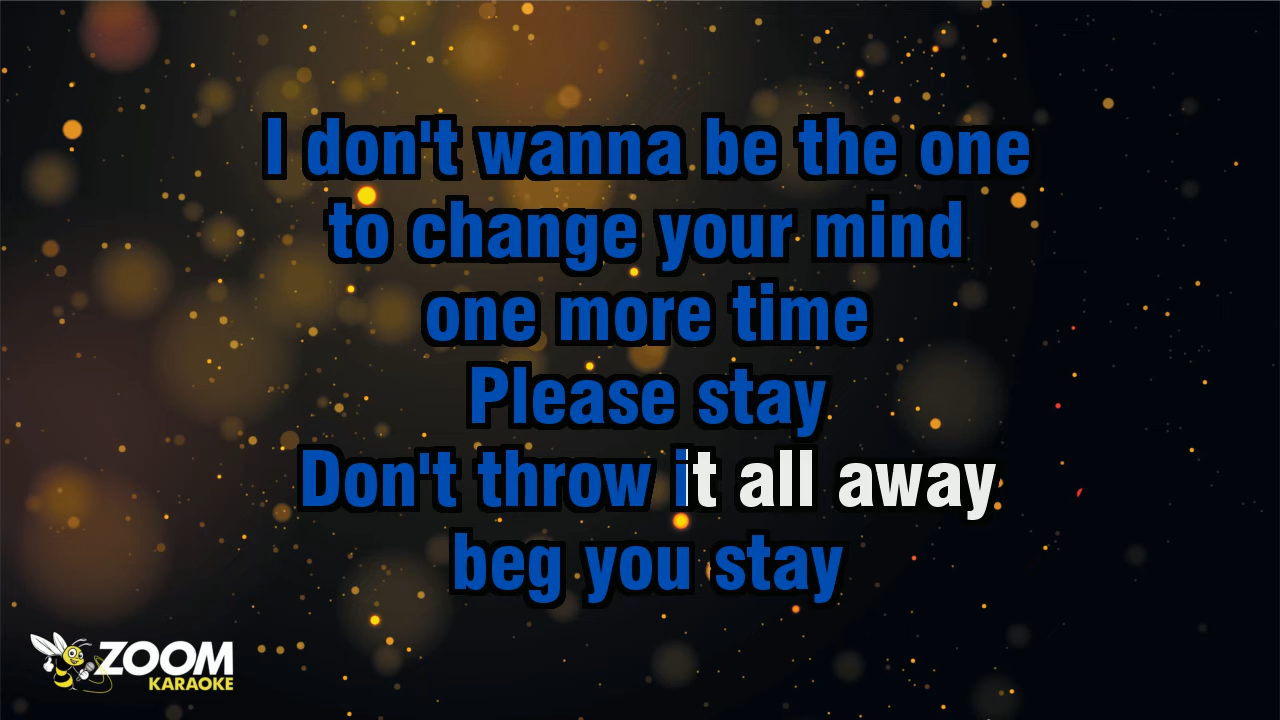 I don't wanna be the one
to change your mind
one more time
Please stay
Don't throw it all away
beg you stay
ZOOM
KARAOKE